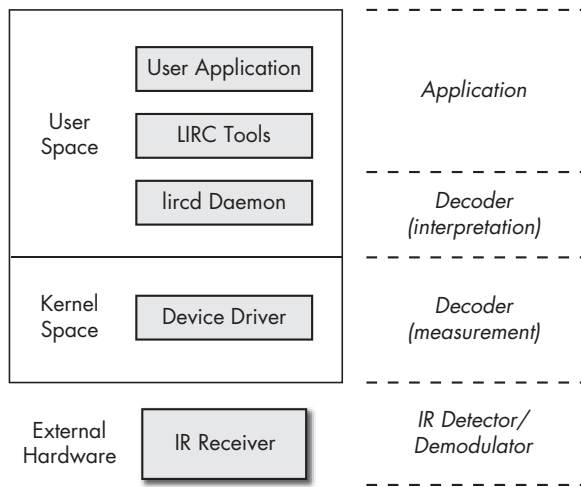 User Application
Application
User
Space
LIRC Tools
lircd Daemon
Decoder
(interpretation)
Kernel
Space
Device Driver
Decoder
(measurement)
External
Hardware
IR Receiver
IR Detector/
Demodulator